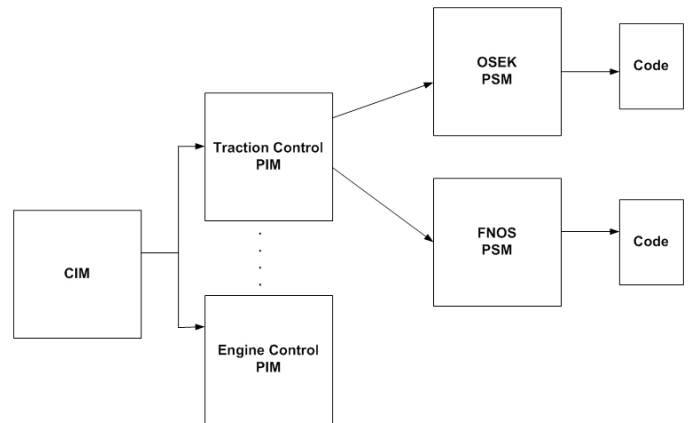 CIM
Traction Control
PIM
Engine Control
PIM
OSEK
PSM
Code
FNOS
PSM
Code